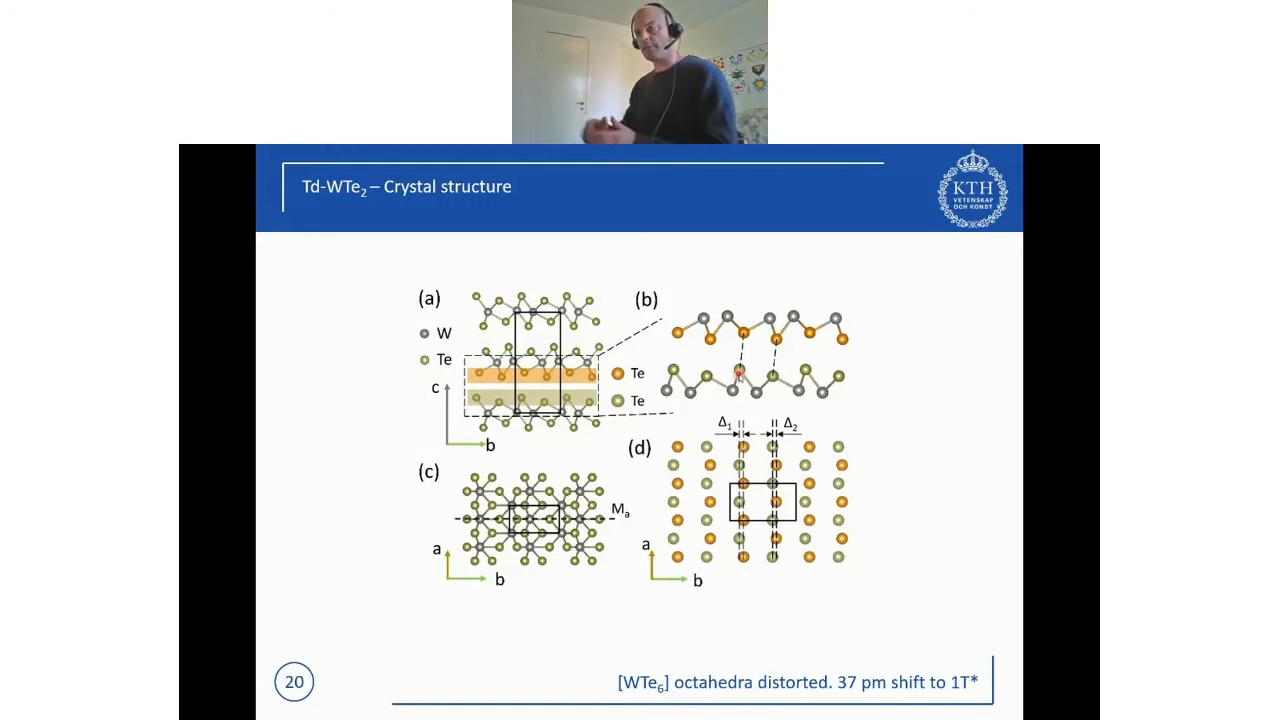 Td-WTe₂ – Crystal structure
KTH
VETENSKAP
OCH KONST
(a)
(b)
W
Te
c
b
Te
Te
Δ₁
Δ₂
(c)
(d)
Mₐ
a
b
a
b
20
[WTe₆] octahedra distorted. 37 pm shift to 1T*